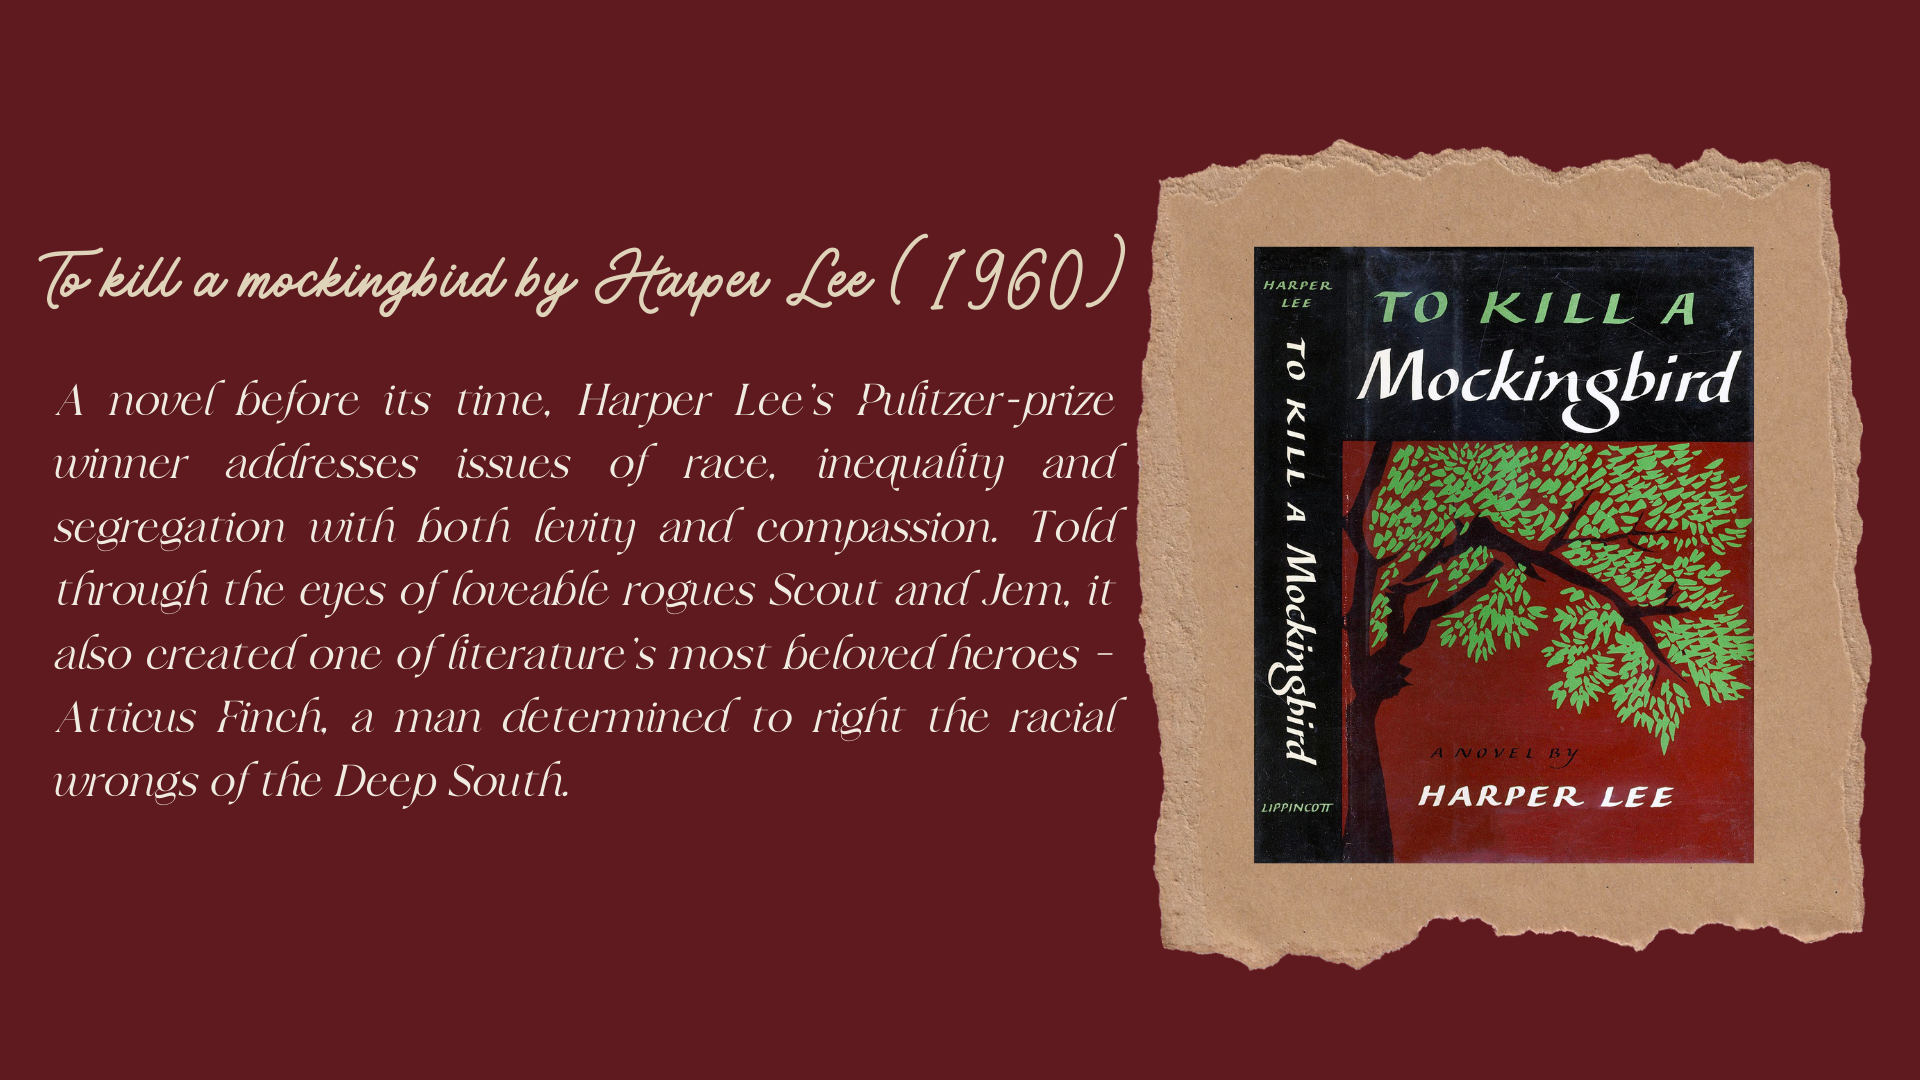 To kill a mockingbird by Harper Lee ( 1960)
A novel before its time, Harper Lee's Pulitzer-prize
winner addresses issues of race, inequality and
segregation with both levity and compassion. Told
through the eyes of loveable rogues Scout and Jem, it
also created one of literature's most beloved heroes –
Atticus Finch, a man determined to right the racial
wrongs of the Deep South.
HARPER
LEE
TO KILL A Mockingbird
LIPPINCOTT
TO KILL A
Mockingbird
A NOVEL BY
HARPER LEE